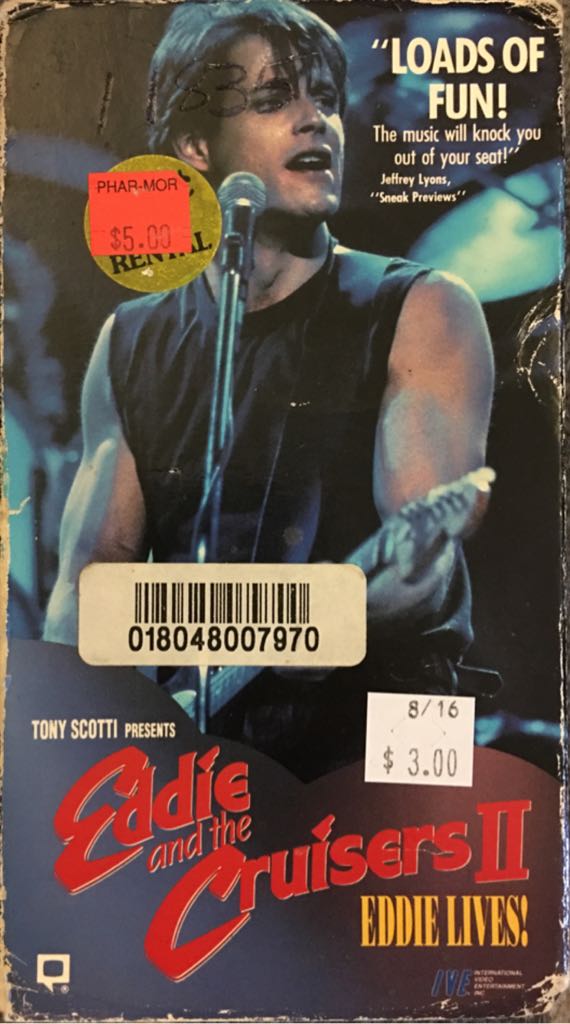 1183
"LOADS OF
FUN!
The music will knock you
out of your seat!"
Jeffrey Lyons,
"Sneak Previews"
PHAR-MOR
$5.00
RENTAL
018048007970
8/16
$ 3.00
TONY SCOTTI PRESENTS
Eddie
and the
Cruisers II
EDDIE LIVES!
IVE
INTERNATIONAL
VIDEO
ENTERTAINMENT
INC